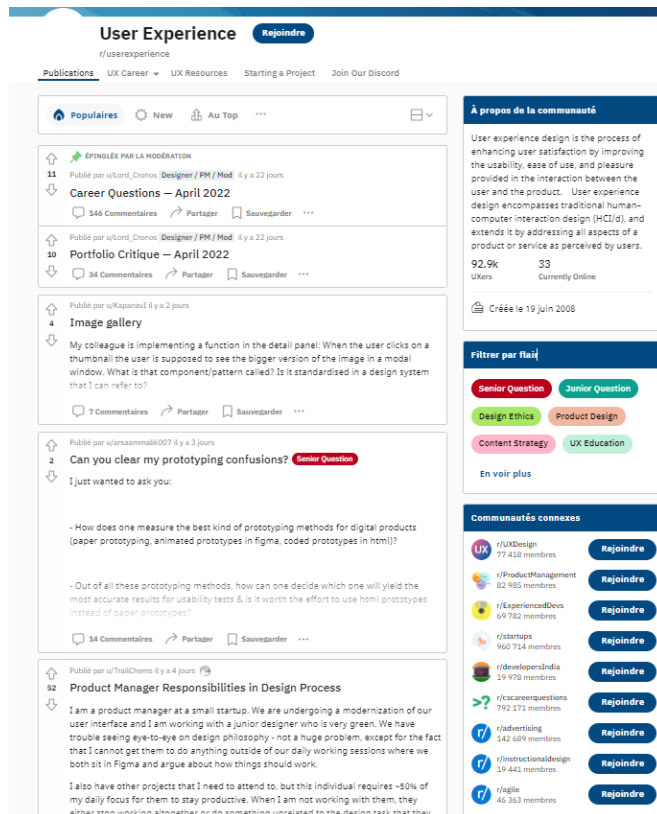 User Experience
Rejoindre
r/userexperience
Publications
UX Career
UX Resources
Starting a Project
Join Our Discord
Populaires
New
Au Top
ÉPINGLÉE PAR LA MODÉRATION
11
Publié par u/Lord_Cronos Designer / PM / Mod il y a 22 jours
Career Questions — April 2022
146 Commentaires
Partager
Sauvegarder
Publié par u/Lord_Cronos Designer / PM / Mod il y a 22 jours
10
Portfolio Critique — April 2022
34 Commentaires
Partager
Sauvegarder
Publié par u/KapanavI il y a 2 jours
4
Image gallery
My colleague is implementing a function in the detail panel: When the user clicks on a
thumbnail the user is supposed to see the bigger version of the image in a modal
window. What is that component/pattern called? Is it standardised in a design system
that I can refer to?
7 Commentaires
Partager
Sauvegarder
Publié par u/arsaammalik007 il y a 3 jours
2
Can you clear my prototyping confusions? Senior Question
I just wanted to ask you:
- How does one measure the best kind of prototyping methods for digital products
(paper prototyping, animated prototypes in figma, coded prototypes in html)?
- Out of all these prototyping methods, how can one decide which one will yield the
most accurate results for usability tests & is it worth the effort to use html prototypes
instead of paper prototypes?
14 Commentaires
Partager
Sauvegarder
Publié par u/TraitChems il y a 4 jours
52
Product Manager Responsibilities in Design Process
I am a product manager at a small startup. We are undergoing a modernization of our
user interface and I am working with a junior designer who is very green. We have
trouble seeing eye-to-eye on design philosophy - not a huge problem, except for the fact
that I cannot get them to do anything outside of our daily working sessions where we
both sit in Figma and argue about how things should work.
I also have other projects that I need to attend to, but this individual requires ~50% of
my daily focus for them to stay productive. When I am not working with them, they
either stop working altogether or do something unrelated to the design task that they
À propos de la communauté
User experience design is the process of
enhancing user satisfaction by improving
the usability, ease of use, and pleasure
provided in the interaction between the
user and the product. User experience
design encompasses traditional human–
computer interaction design (HCI/d), and
extends it by addressing all aspects of a
product or service as perceived by users.
92.9k 33
UXers Currently Online
Créée le 19 juin 2008
Filtrer par flair
Senior Question
Junior Question
Design Ethics
Product Design
Content Strategy
UX Education
En voir plus
Communautés connexes
UX
r/UXDesign
77 418 membres
Rejoindre
r/ProductManagement
82 985 membres
Rejoindre
r/ExperiencedDevs
69 782 membres
Rejoindre
r/startups
960 714 membres
Rejoindre
r/developersIndia
19 978 membres
Rejoindre
>?
r/cscareerquestions
792 171 membres
Rejoindre
r/
r/advertising
142 689 membres
Rejoindre
r/
r/instructionaldesign
19 441 membres
Rejoindre
r/
r/agile
46 363 membres
Rejoindre